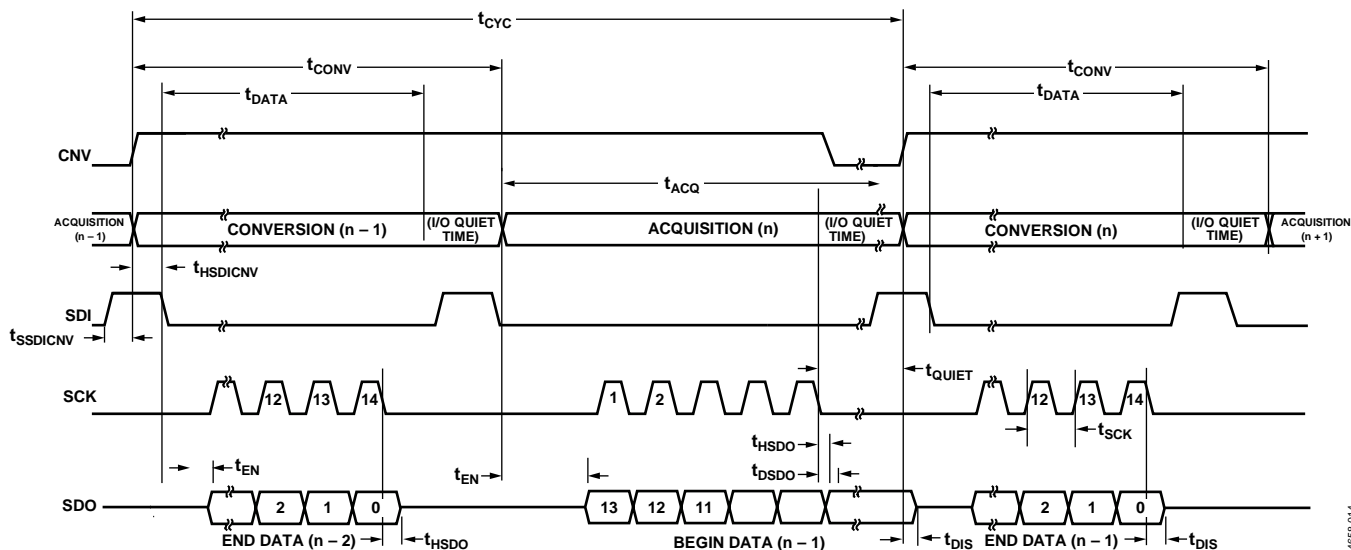 tCYC
tCONV
tCONV
tDATA
tDATA
CNV
tACQ
ACQUISITION
(n – 1)
CONVERSION (n – 1)
(I/O QUIET
TIME)
ACQUISITION (n)
(I/O QUIET
TIME)
CONVERSION (n)
(I/O QUIET
TIME)
ACQUISITION
(n + 1)
tHSDICNV
SDI
tSSDICNV
tQUIET
SCK
12 13 14
1 2
12 13 14
tSCK
tHSDO
tDSDO
tEN
tEN
SDO
2 1 0
13 12 11
2 1 0
END DATA (n – 2)
tHSDO
BEGIN DATA (n – 1)
tDIS
END DATA (n – 1)
tDIS